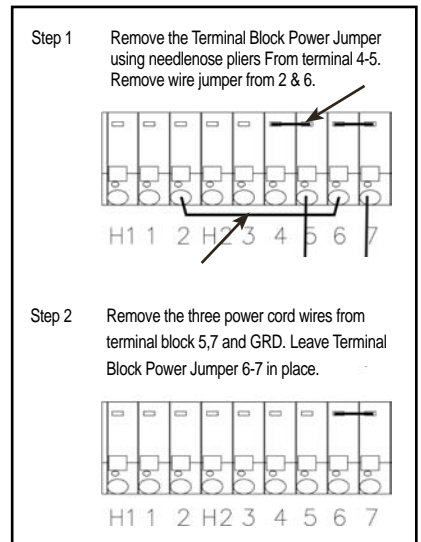 Step 1 Remove the Terminal Block Power Jumper
using needlenose pliers From terminal 4-5.
Remove wire jumper from 2 & 6.
H1 1 2 H2 3 4 5 6 7
Step 2 Remove the three power cord wires from
terminal block 5,7 and GRD. Leave Terminal
Block Power Jumper 6-7 in place.
H1 1 2 H2 3 4 5 6 7